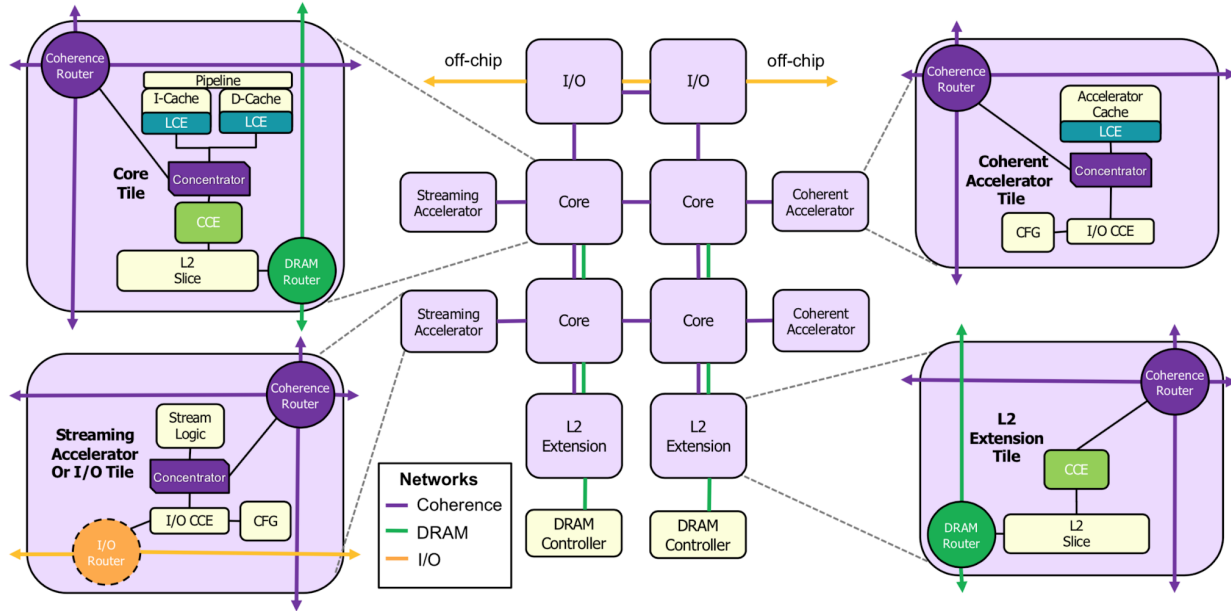 Coherence
Router
Pipeline
I-Cache
D-Cache
LCE
LCE
Core
Tile
Concentrator
CCE
L2
Slice
DRAM
Router
off-chip
I/O
I/O
off-chip
Streaming
Accelerator
Core
Core
Coherent
Accelerator
Streaming
Accelerator
Core
Core
Coherent
Accelerator
L2
Extension
L2
Extension
DRAM
Controller
DRAM
Controller
Networks
Coherence
DRAM
I/O
Coherence
Router
Accelerator
Cache
LCE
Concentrator
Coherent
Accelerator
Tile
CFG
I/O CCE
Coherence
Router
Stream
Logic
Streaming
Accelerator
Or I/O Tile
Concentrator
I/O CCE
CFG
I/O
Router
Coherence
Router
L2
Extension
Tile
CCE
DRAM
Router
L2
Slice